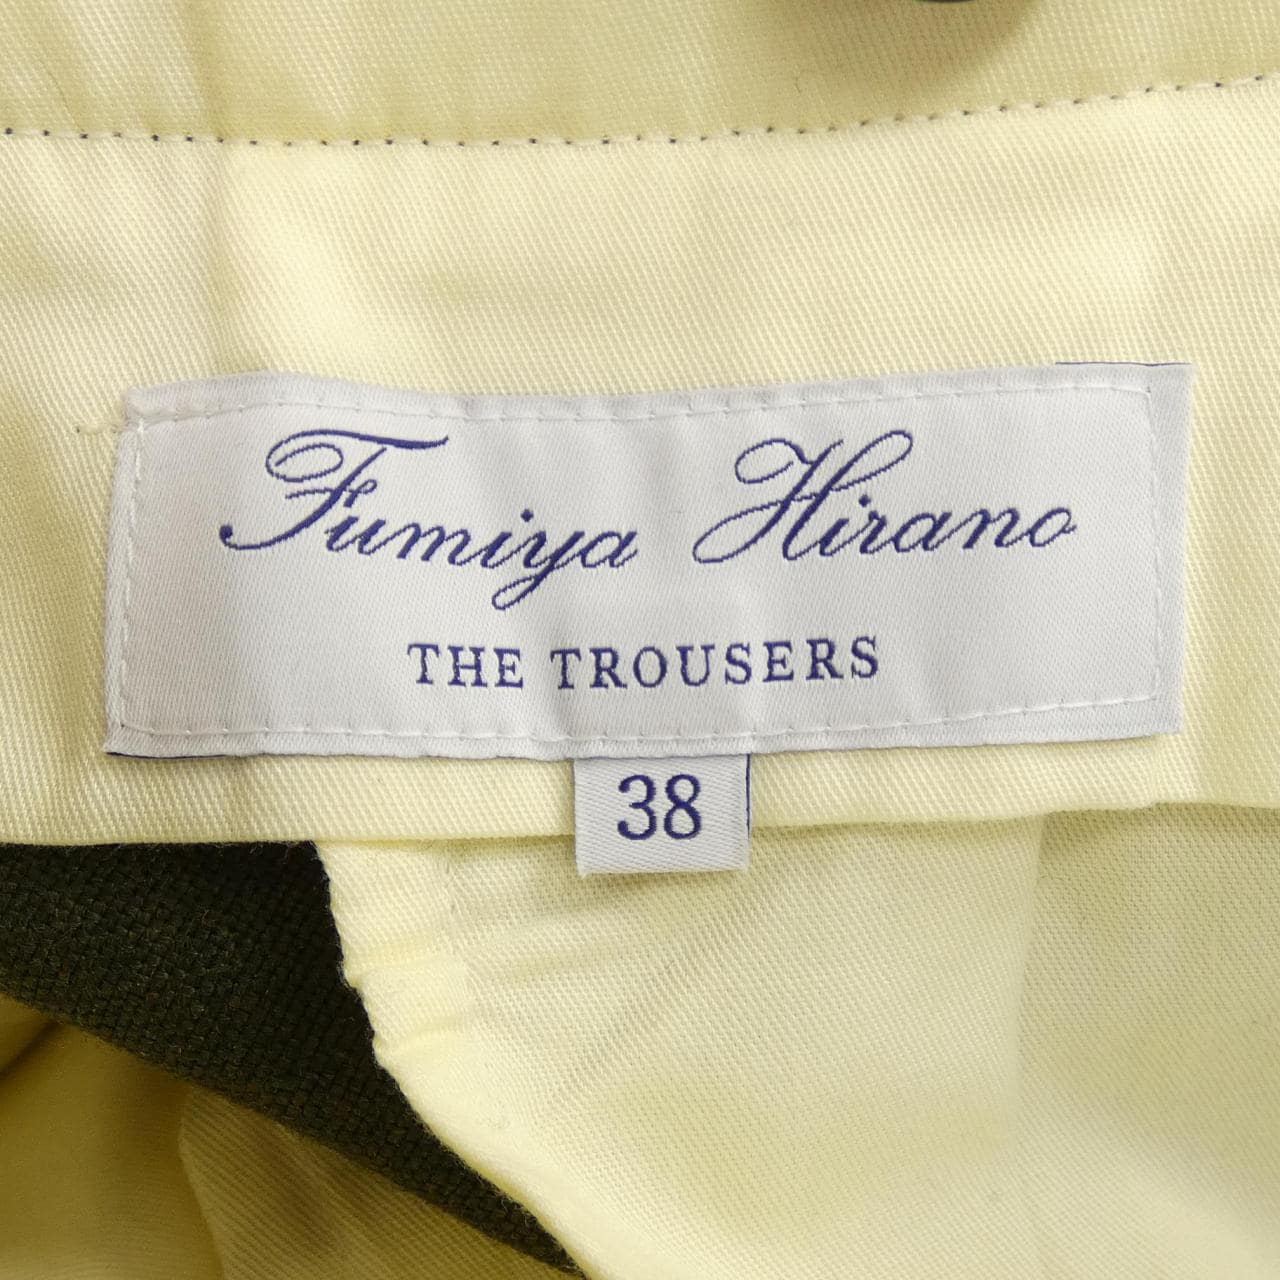 Fumiya Hirano
THE TROUSERS
38